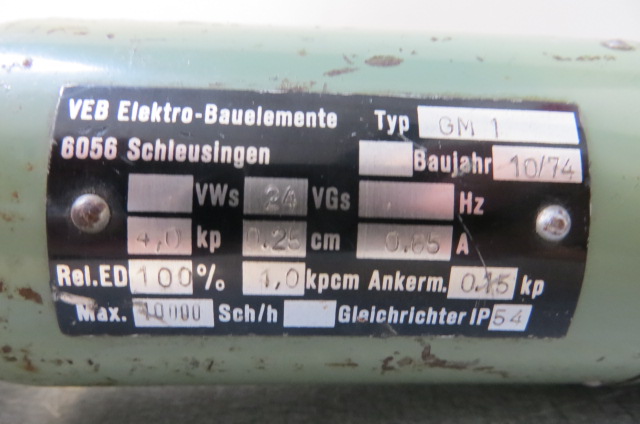 VEB Elektro-Bauelemente Typ GM 1
6056 Schleusingen Baujahr 10/74
VWs 24 VGs Hz
4,0 kp 0.25 cm 0.65 A
Rel.ED 100% 1,0 kpcm Ankerm. 0.15 kp
Max. 10000 Sch/h Gleichrichter IP 54